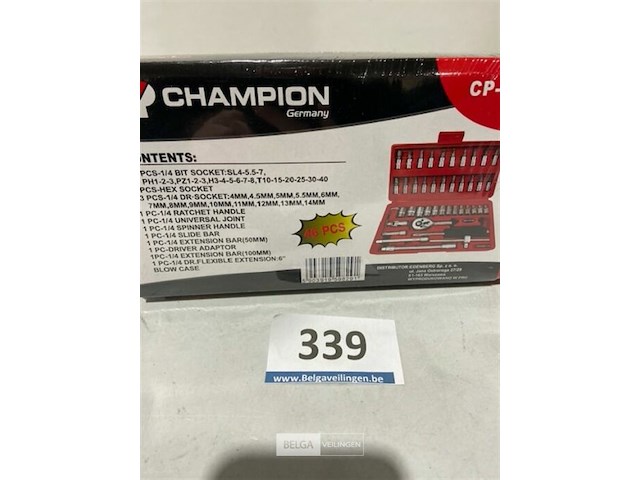 CHAMPION
Germany
CP-
ONTENTS:
PCS-1/4 BIT SOCKET:SL4-5.5-7,
PH1-2-3,PZ1-2-3,H3-4-5-6-7-8,T10-15-20-25-30-40
PCS-HEX SOCKET
3 PCS-1/4 DR-SOCKET:4MM,4.5MM,5MM,5.5MM,6MM,
7MM,8MM,9MM,10MM,11MM,12MM,13MM,14MM
1 PC-1/4 RATCHET HANDLE
1 PC-1/4 UNIVERSAL JOINT
1 PC-1/4 SPINNER HANDLE
1 PC-1/4 SLIDE BAR
1 PC-1/4 EXTENSION BAR(50MM)
1 PC-DRIVER ADAPTOR
1PC-1/4 EXTENSION BAR(100MM)
1 PC-1/4 DR.FLEXIBLE EXTENSION:6"
BLOW CASE
46 PCS
DISTRIBUTOR EISENBERG Sp. z o. o.
339
www.Belgaveilingen.be
BELGA VEILINGEN